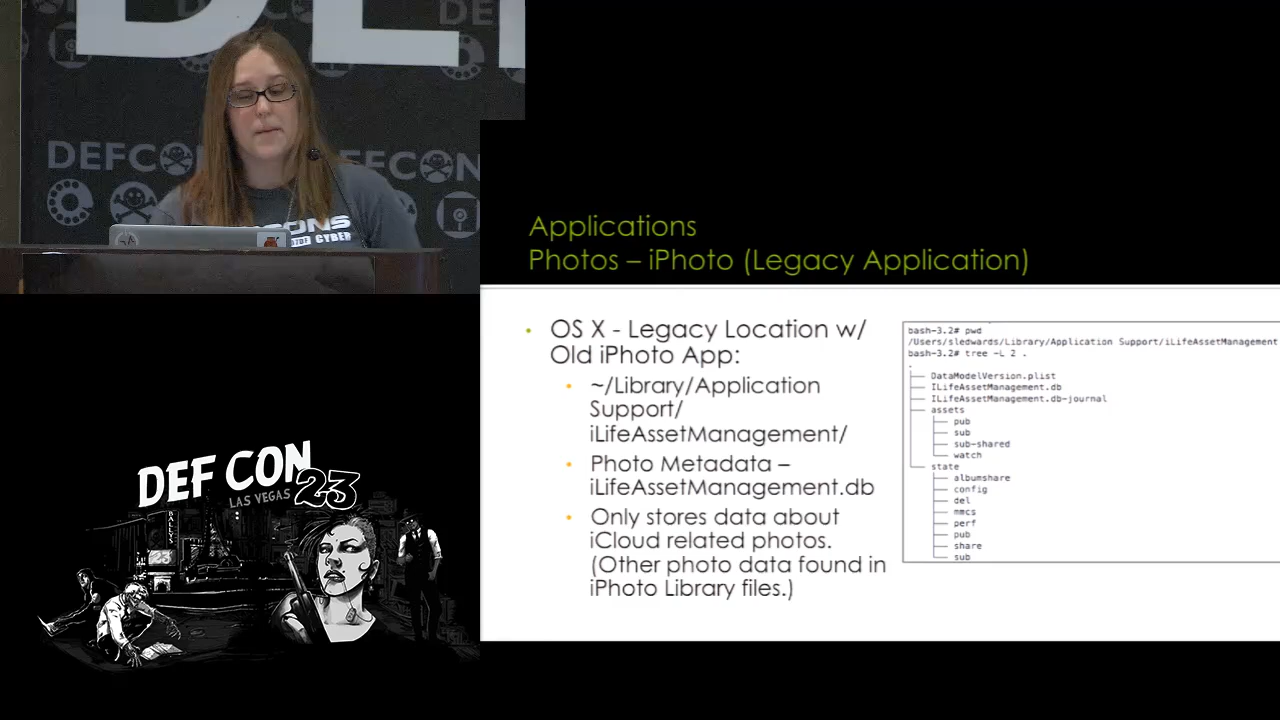 DE
DEFCON
DEFCON
CYBER
Applications
Photos – iPhoto (Legacy Application)
• OS X - Legacy Location w/
Old iPhoto App:
• ~/Library/Application
Support/
iLifeAssetManagement/
• Photo Metadata –
iLifeAssetManagement.db
• Only stores data about
iCloud related photos.
(Other photo data found in
iPhoto Library files.)
bash-3.2# pwd
/Users/sledwards/Library/Application Support/iLifeAssetManagement
bash-3.2# tree -L 2 .
.
├── DataModelVersion.plist
├── ILifeAssetManagement.db
├── ILifeAssetManagement.db-journal
├── assets
│   ├── pub
│   ├── sub
│   ├── sub-shared
│   └── watch
└── state
    ├── albumshare
    ├── config
    ├── del
    ├── mmcs
    ├── perf
    ├── pub
    ├── share
    └── sub
DEF CON
LAS VEGAS 23
BALLYS
23